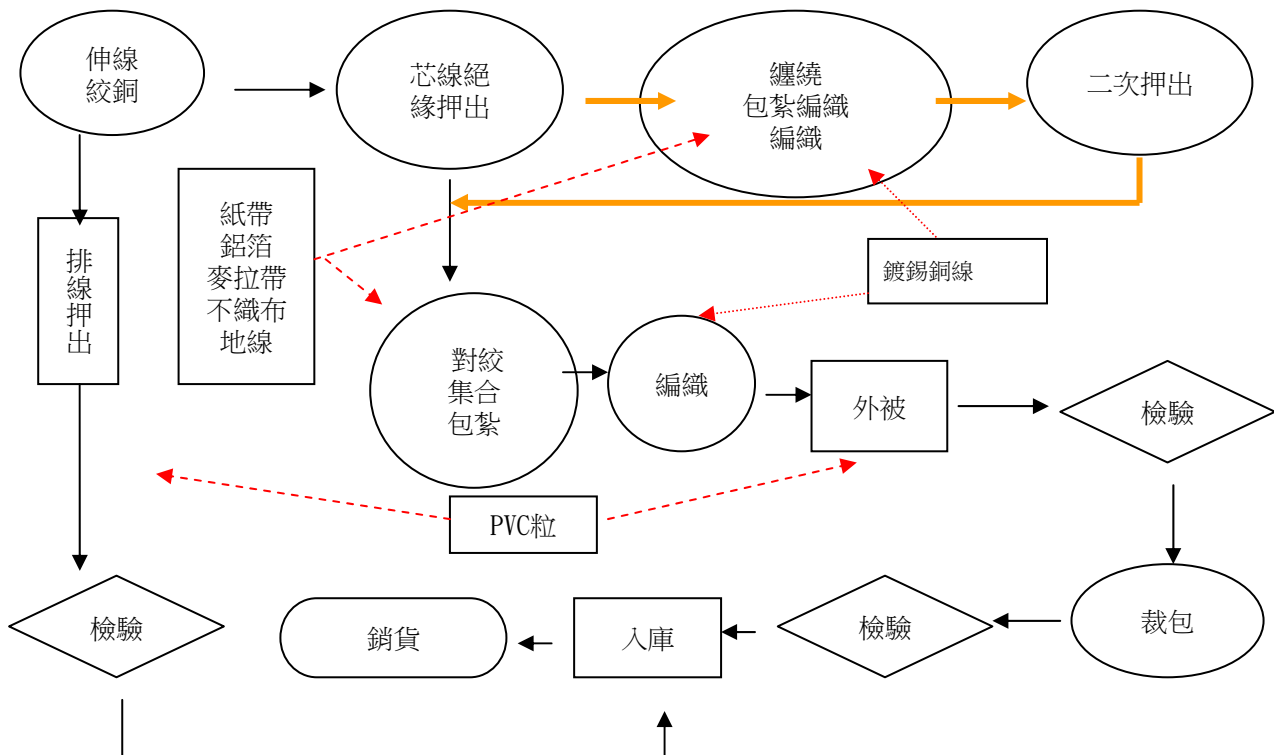 伸線
絞銅
芯線絕
緣押出
纏繞
包紮編織
編織
二次押出
紙帶
鋁箔
麥拉帶
不織布
地線
排
線
押
出
鍍錫銅線
對絞
集合
包紮
編織
外被
檢驗
PVC粒
檢驗
銷貨
入庫
檢驗
裁包